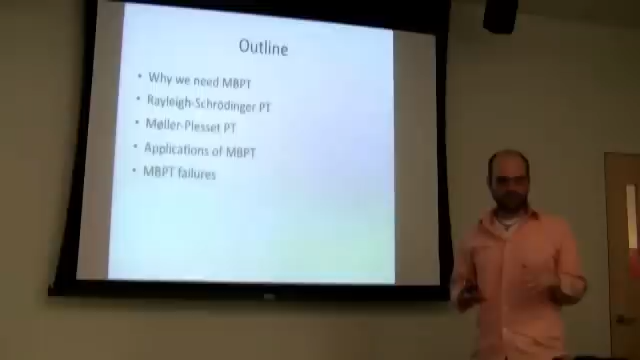 Outline
• Why we need MBPT
• Rayleigh-Schrödinger PT
• Møller-Plesset PT
• Applications of MBPT
• MBPT failures